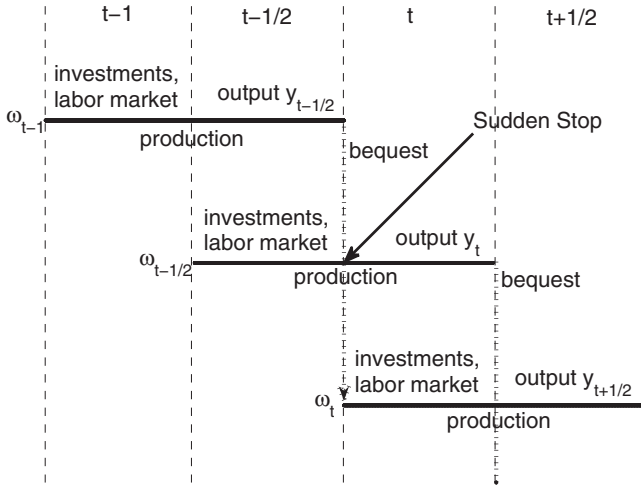 t−1 t−1/2 t t+1/2
investments,
labor market
output y_{t−1/2}
ω_{t−1}
production
Sudden Stop
bequest
investments,
labor market
output y_t
ω_{t−1/2}
production
bequest
investments,
labor market
output y_{t+1/2}
ω_t
production